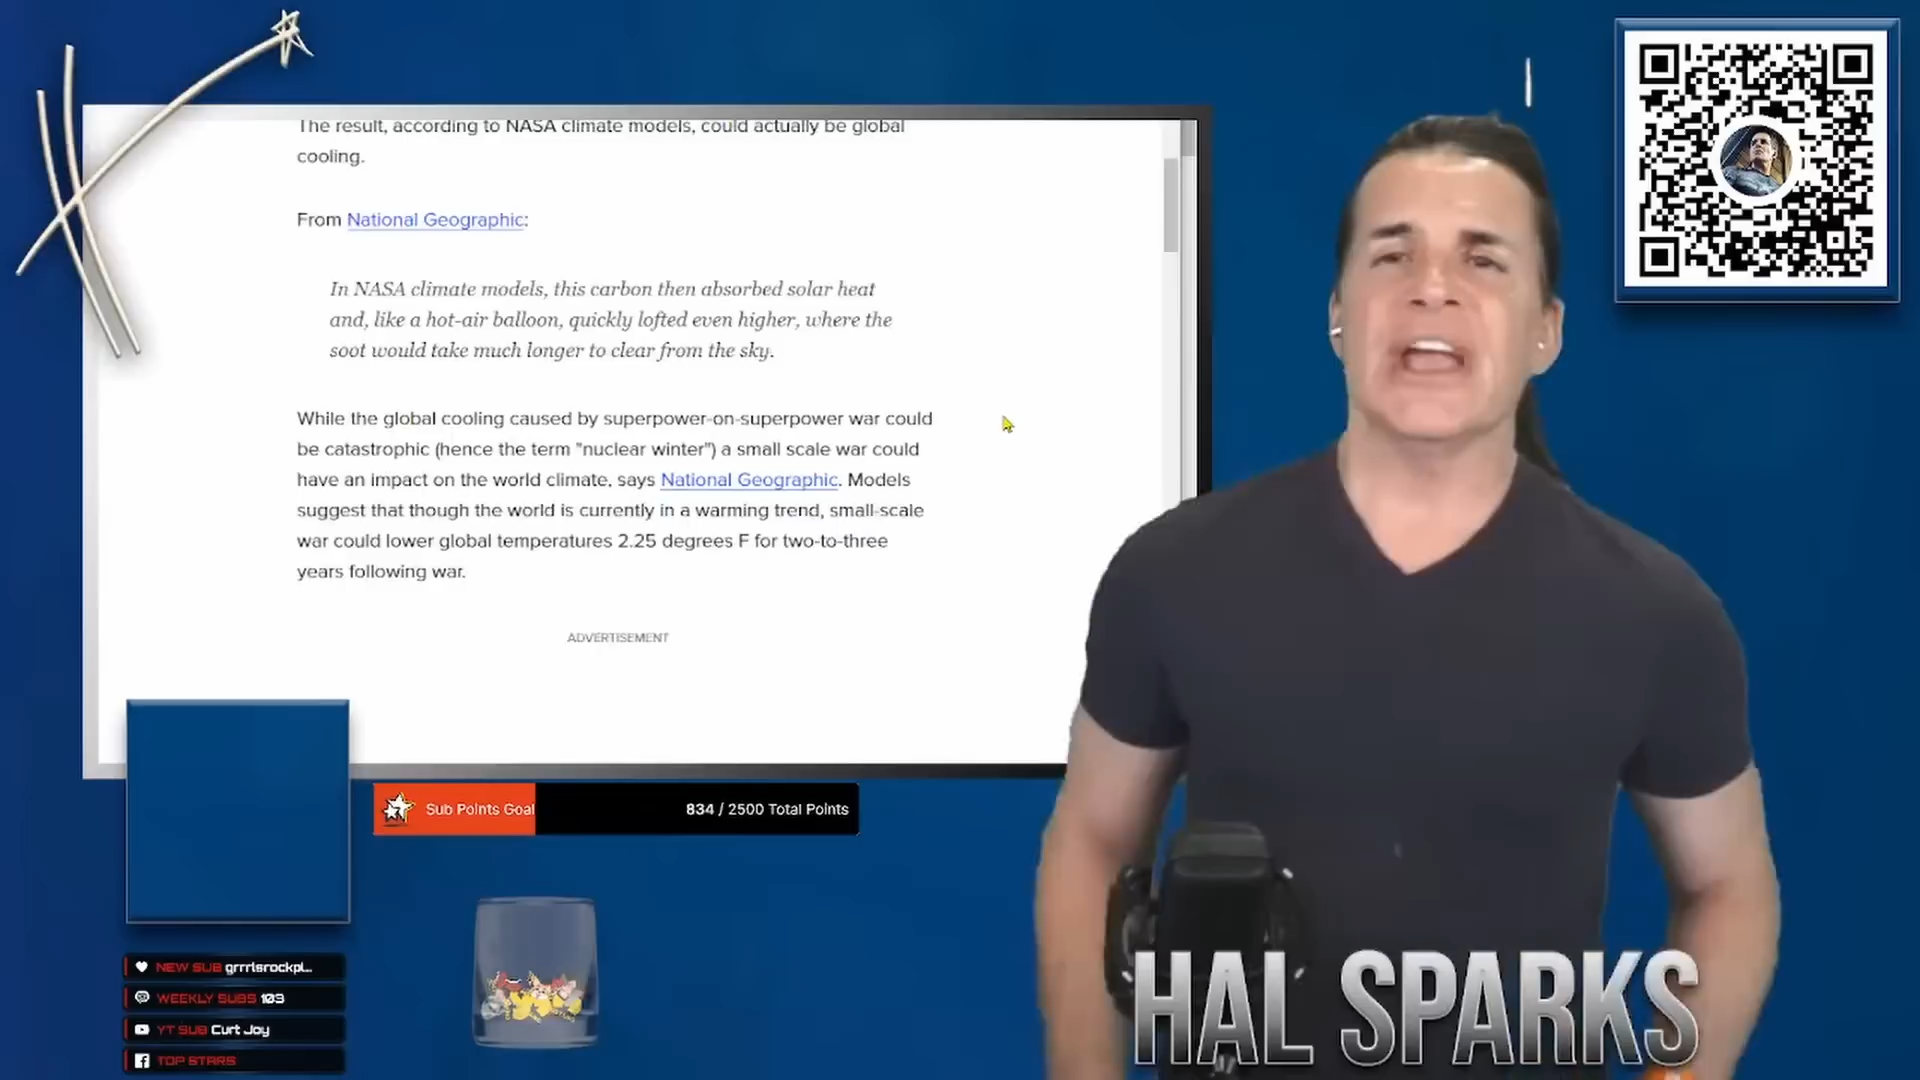 The result, according to NASA climate models, could actually be global
cooling.
From National Geographic:
In NASA climate models, this carbon then absorbed solar heat
and, like a hot-air balloon, quickly lofted even higher, where the
soot would take much longer to clear from the sky.
While the global cooling caused by superpower-on-superpower war could
be catastrophic (hence the term "nuclear winter") a small scale war could
have an impact on the world climate, says National Geographic. Models
suggest that though the world is currently in a warming trend, small-scale
war could lower global temperatures 2.25 degrees F for two-to-three
years following war.
ADVERTISEMENT
Sub Points Goal 834 / 2500 Total Points
NEW SUB grrrlsrockpl...
WEEKLY SUBS 103
YT SUB Curt Joy
TOP STARS
HAL SPARKS